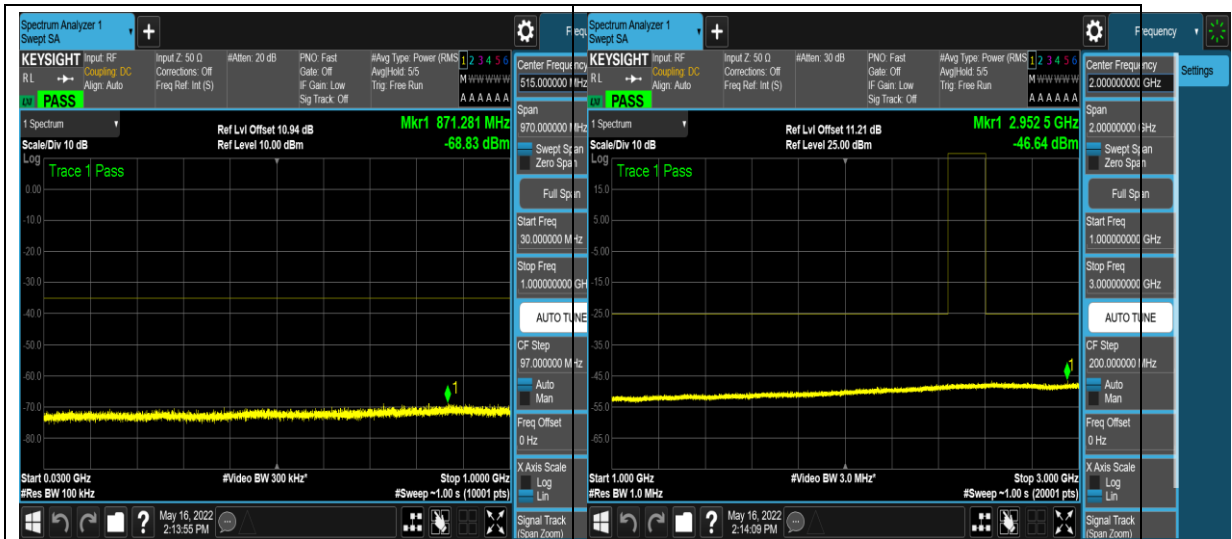 Spectrum Analyzer 1
Swept SA
+
KEYSIGHT
RL
Input: RF
Coupling: DC
Align: Auto
Input Z: 50 Ω
Corrections: Off
Freq Ref: Int (S)
#Atten: 20 dB
PNO: Fast
Gate: Off
IF Gain: Low
Sig Track: Off
#Avg Type: Power (RMS
Avg|Hold: 5/5
Trig: Free Run
1 2 3 4 5 6
M W W W W W
A A A A A A
PASS
1 Spectrum
Scale/Div 10 dB
Log
Ref Lvl Offset 10.94 dB
Ref Level 10.00 dBm
Mkr1 871.281 MHz
-68.83 dBm
Trace 1 Pass
0.00
-10.0
-20.0
-30.0
-40.0
-50.0
-60.0
-70.0
-80.0
1
Start 0.0300 GHz
#Res BW 100 kHz
#Video BW 300 kHz*
Stop 1.0000 GHz
#Sweep ~1.00 s (10001 pts)
May 16, 2022
2:13:55 PM
?
Center Frequency
515.000000 MHz
Span
970.000000 MHz
Swept Span
Zero Span
Full Span
Start Freq
30.000000 MHz
Stop Freq
1.000000000 GH
AUTO TUNE
CF Step
97.000000 MHz
Auto
Man
Freq Offset
0 Hz
X Axis Scale
Log
Lin
Signal Track
(Span Zoom)
Spectrum Analyzer 1
Swept SA
+
Frequency
Settings
KEYSIGHT
RL
Input: RF
Coupling: DC
Align: Auto
Input Z: 50 Ω
Corrections: Off
Freq Ref: Int (S)
#Atten: 30 dB
PNO: Fast
Gate: Off
IF Gain: Low
Sig Track: Off
#Avg Type: Power (RMS
Avg|Hold: 5/5
Trig: Free Run
1 2 3 4 5 6
M W W W W W
A A A A A A
PASS
1 Spectrum
Scale/Div 10 dB
Log
Ref Lvl Offset 11.21 dB
Ref Level 25.00 dBm
Mkr1 2.952 5 GHz
-46.64 dBm
Trace 1 Pass
15.0
5.00
-5.00
-15.0
-25.0
-35.0
-45.0
-55.0
-65.0
1
Start 1.000 GHz
#Res BW 1.0 MHz
#Video BW 3.0 MHz*
Stop 3.000 GHz
#Sweep ~1.00 s (20001 pts)
May 16, 2022
2:14:09 PM
?
Center Frequency
2.000000000 GHz
Span
2.00000000 GHz
Swept Span
Zero Span
Full Span
Start Freq
1.000000000 GHz
Stop Freq
3.000000000 GHz
AUTO TUNE
CF Step
200.000000 MHz
Auto
Man
Freq Offset
0 Hz
X Axis Scale
Log
Lin
Signal Track
(Span Zoom)